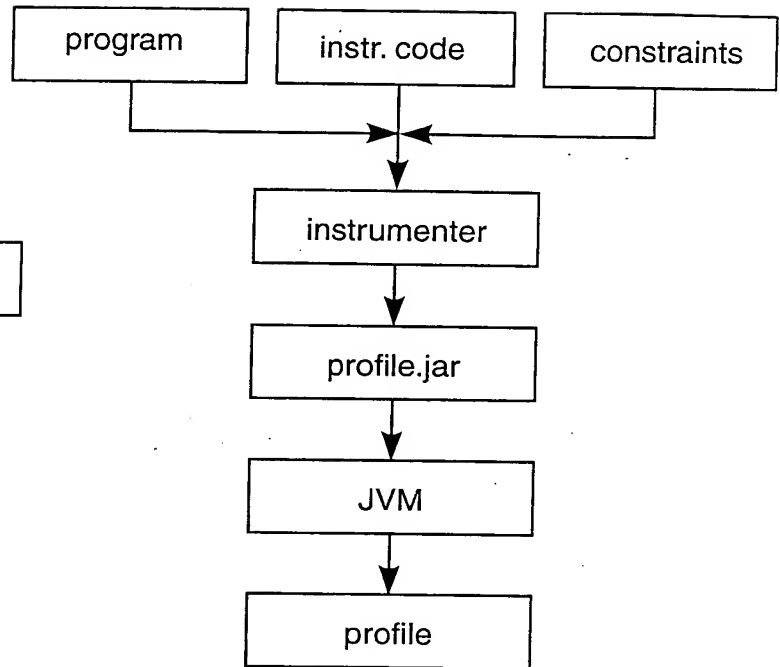 program
instr. code
constraints
instrumenter
profile.jar
JVM
profile